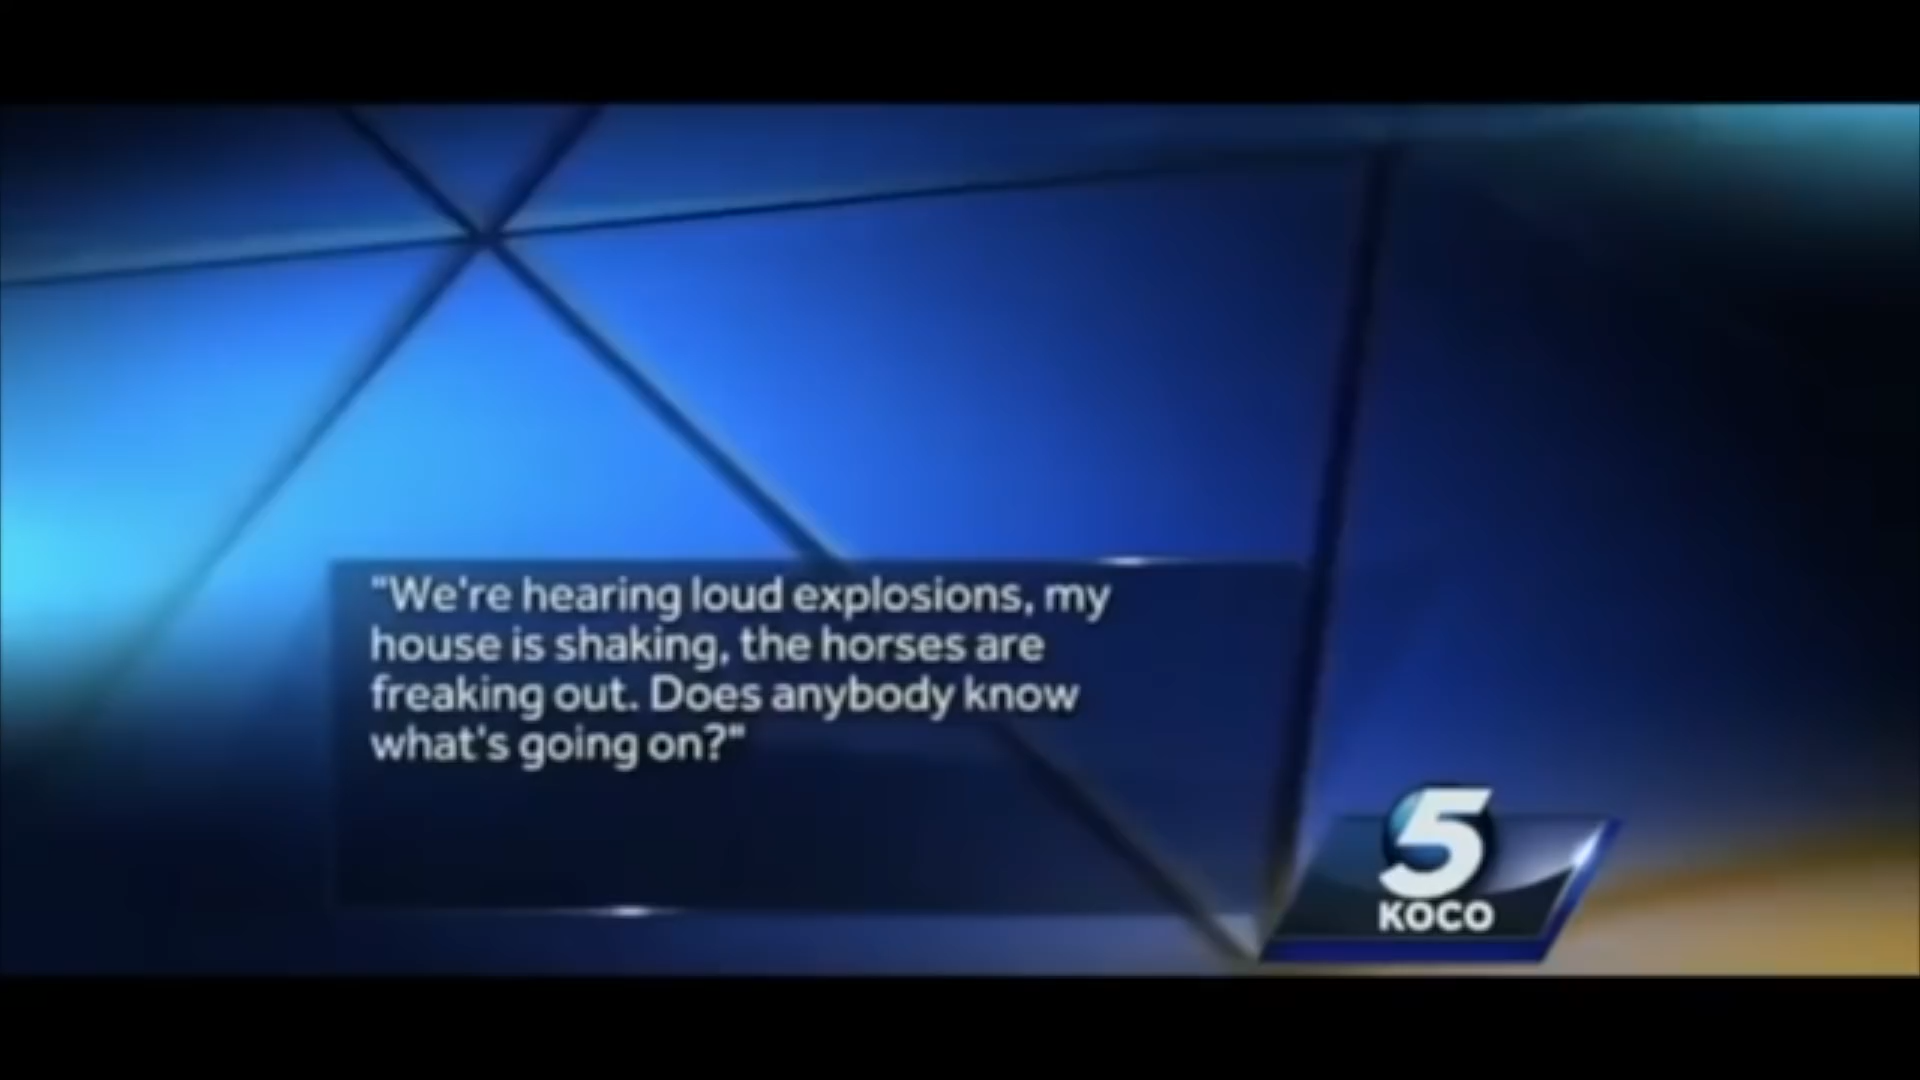 "We're hearing loud explosions, my
house is shaking, the horses are
freaking out. Does anybody know
what's going on?"
5
KOCO